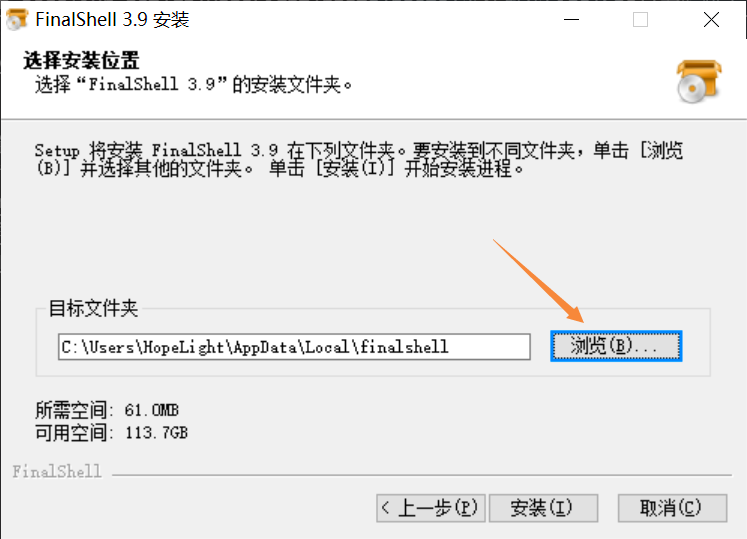 FinalShell 3.9 安装
选择安装位置
选择“FinalShell 3.9”的安装文件夹。
Setup 将安装 FinalShell 3.9 在下列文件夹。要安装到不同文件夹，单击 [浏览
(B)] 并选择其他的文件夹。 单击 [安装(I)] 开始安装进程。
目标文件夹
C:\Users\HopeLight\AppData\Local\finalshell
浏览(B)...
所需空间: 61.0MB
可用空间: 113.7GB
FinalShell
< 上一步(P)
安装(I)
取消(C)